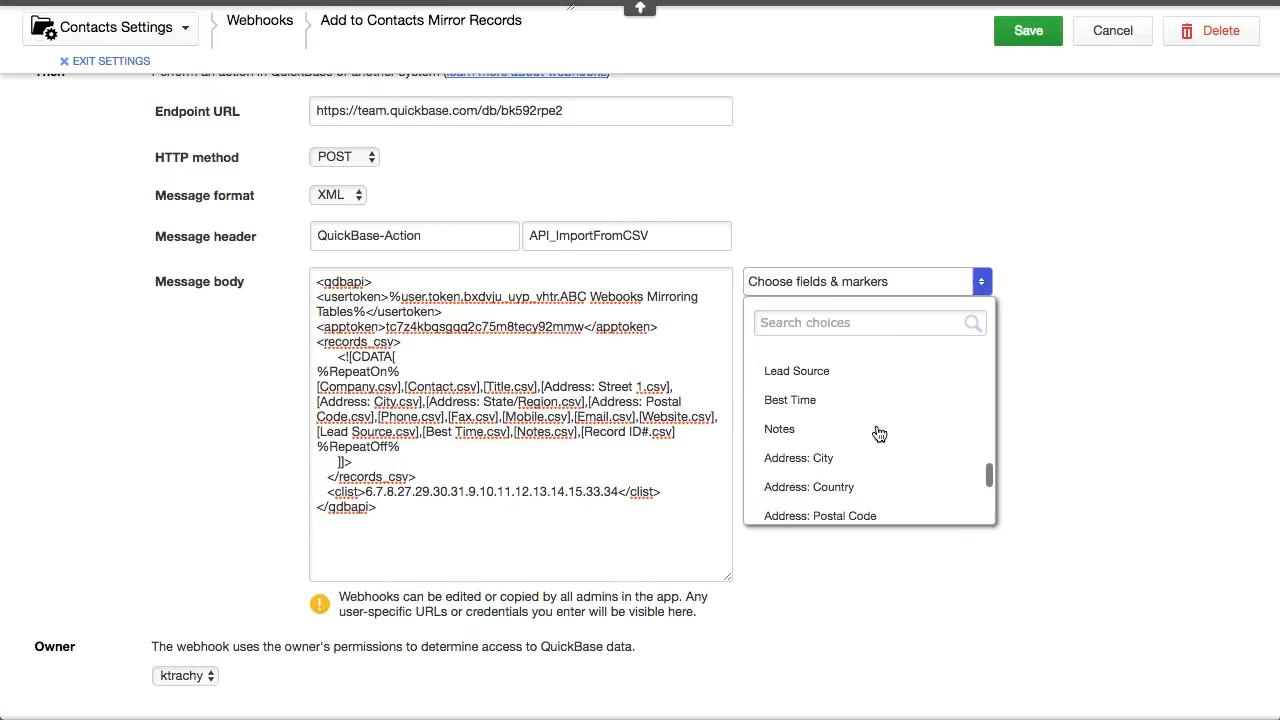 Contacts Settings
Webhooks
Add to Contacts Mirror Records
Save
Cancel
Delete
EXIT SETTINGS
Then Perform an action in QuickBase or another system (learn more about webhooks)
Endpoint URL
https://team.quickbase.com/db/bk592rpe2
HTTP method
POST
Message format
XML
Message header
QuickBase-Action
API_ImportFromCSV
Message body
<qdbapi>
<usertoken>%user.token.bxdvju_uyp_vhtr.ABC Webooks Mirroring
Tables%</usertoken>
<apptoken>tc7z4kbqsgqq2c75m8tecy92mmw</apptoken>
<records_csv>
<![CDATA[
%RepeatOn%
[Company.csv],[Contact.csv],[Title.csv],[Address: Street 1.csv],
[Address: City.csv],[Address: State/Region.csv],[Address: Postal
Code.csv],[Phone.csv],[Fax.csv],[Mobile.csv],[Email.csv],[Website.csv],
[Lead Source.csv],[Best Time.csv],[Notes.csv],[Record ID#.csv]
%RepeatOff%
]]>
</records_csv>
<clist>6.7.8.27.29.30.31.9.10.11.12.13.14.15.33.34</clist>
</qdbapi>
Choose fields & markers
Search choices
Lead Source
Best Time
Notes
Address: City
Address: Country
Address: Postal Code
Webhooks can be edited or copied by all admins in the app. Any
user-specific URLs or credentials you enter will be visible here.
Owner
The webhook uses the owner's permissions to determine access to QuickBase data.
ktrachy